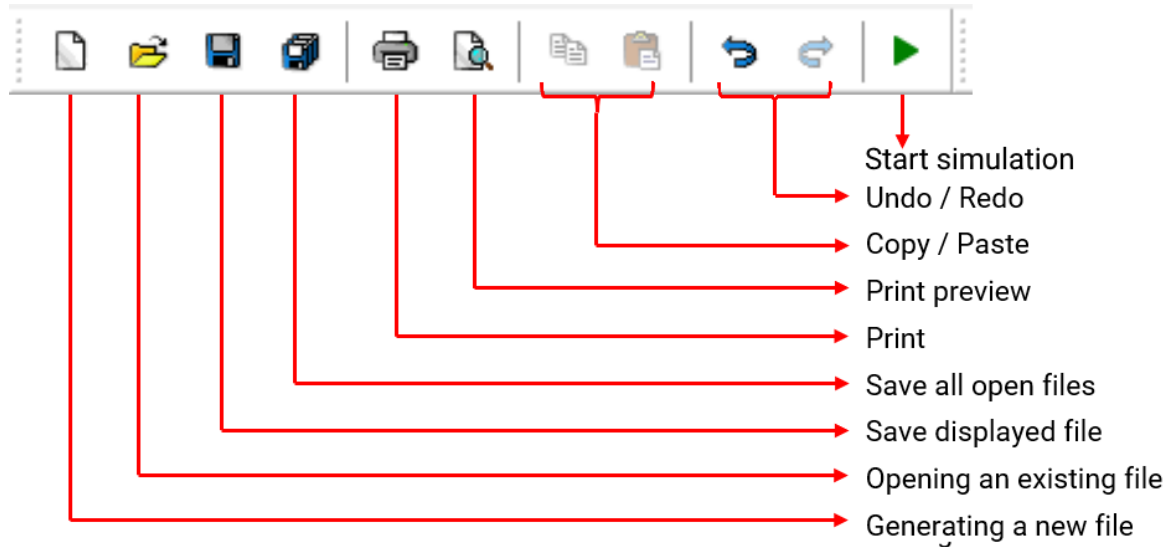 Start simulation
Undo / Redo
Copy / Paste
Print preview
Print
Save all open files
Save displayed file
Opening an existing file
Generating a new file